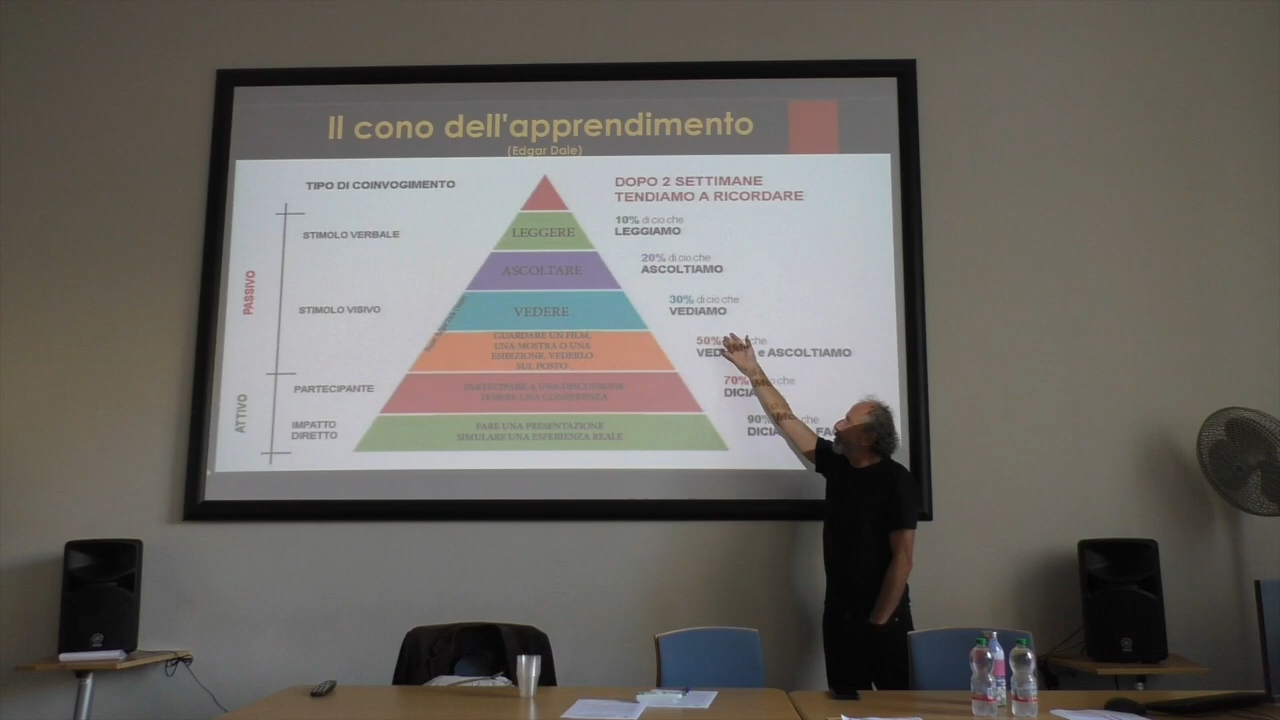 Il cono dell'apprendimento
(Edgar Dale)
TIPO DI COINVOGIMENTO
DOPO 2 SETTIMANE
TENDIAMO A RICORDARE
STIMOLO VERBALE
LEGGERE
10% di cio che
LEGGIAMO
ASCOLTARE
20% di cio che
ASCOLTIAMO
PASSIVO
STIMOLO VISIVO
VEDERE
30% di cio che
VEDIAMO
GUARDARE UN FILM,
UNA MOSTRA O UNA
ESIBIZIONE, VEDERLO
SUL POSTO
50% che
e ASCOLTIAMO
ATTIVO
PARTECIPANTE
PARTECIPARE A UNA DISCUSSIONE
TENERE UNA CONFERENZA
70% che
IMPATTO
DIRETTO
FARE UNA PRESENTAZIONE
SIMULARE UNA ESPERIENZA REALE
90% che